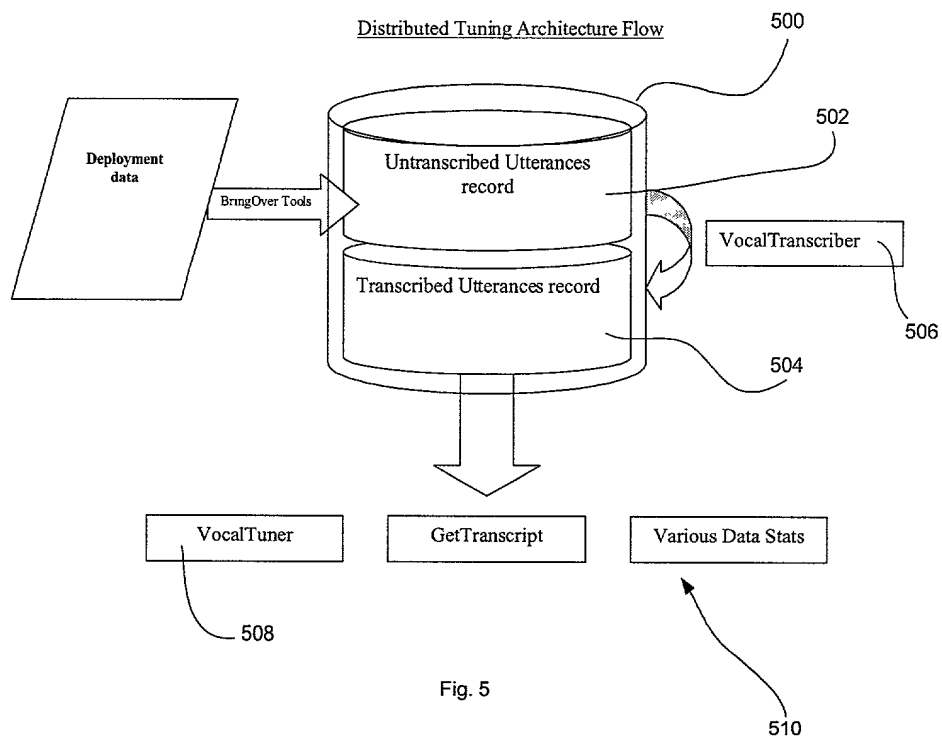 Distributed Tuning Architecture Flow
500
502
Deployment
data
Untranscribed Utterances
record
BringOver Tools
VocalTranscriber
Transcribed Utterances record
506
504
VocalTuner
GetTranscript
Various Data Stats
508
Fig. 5
510